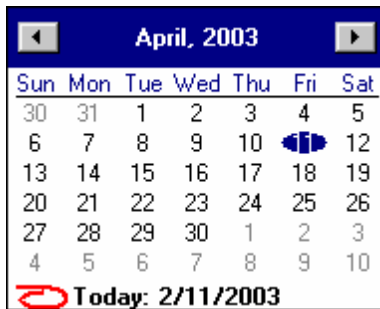 April, 2003
Sun Mon Tue Wed Thu Fri Sat
30 31 1 2 3 4 5
6 7 8 9 10 11 12
13 14 15 16 17 18 19
20 21 22 23 24 25 26
27 28 29 30 1 2 3
4 5 6 7 8 9 10
Today: 2/11/2003